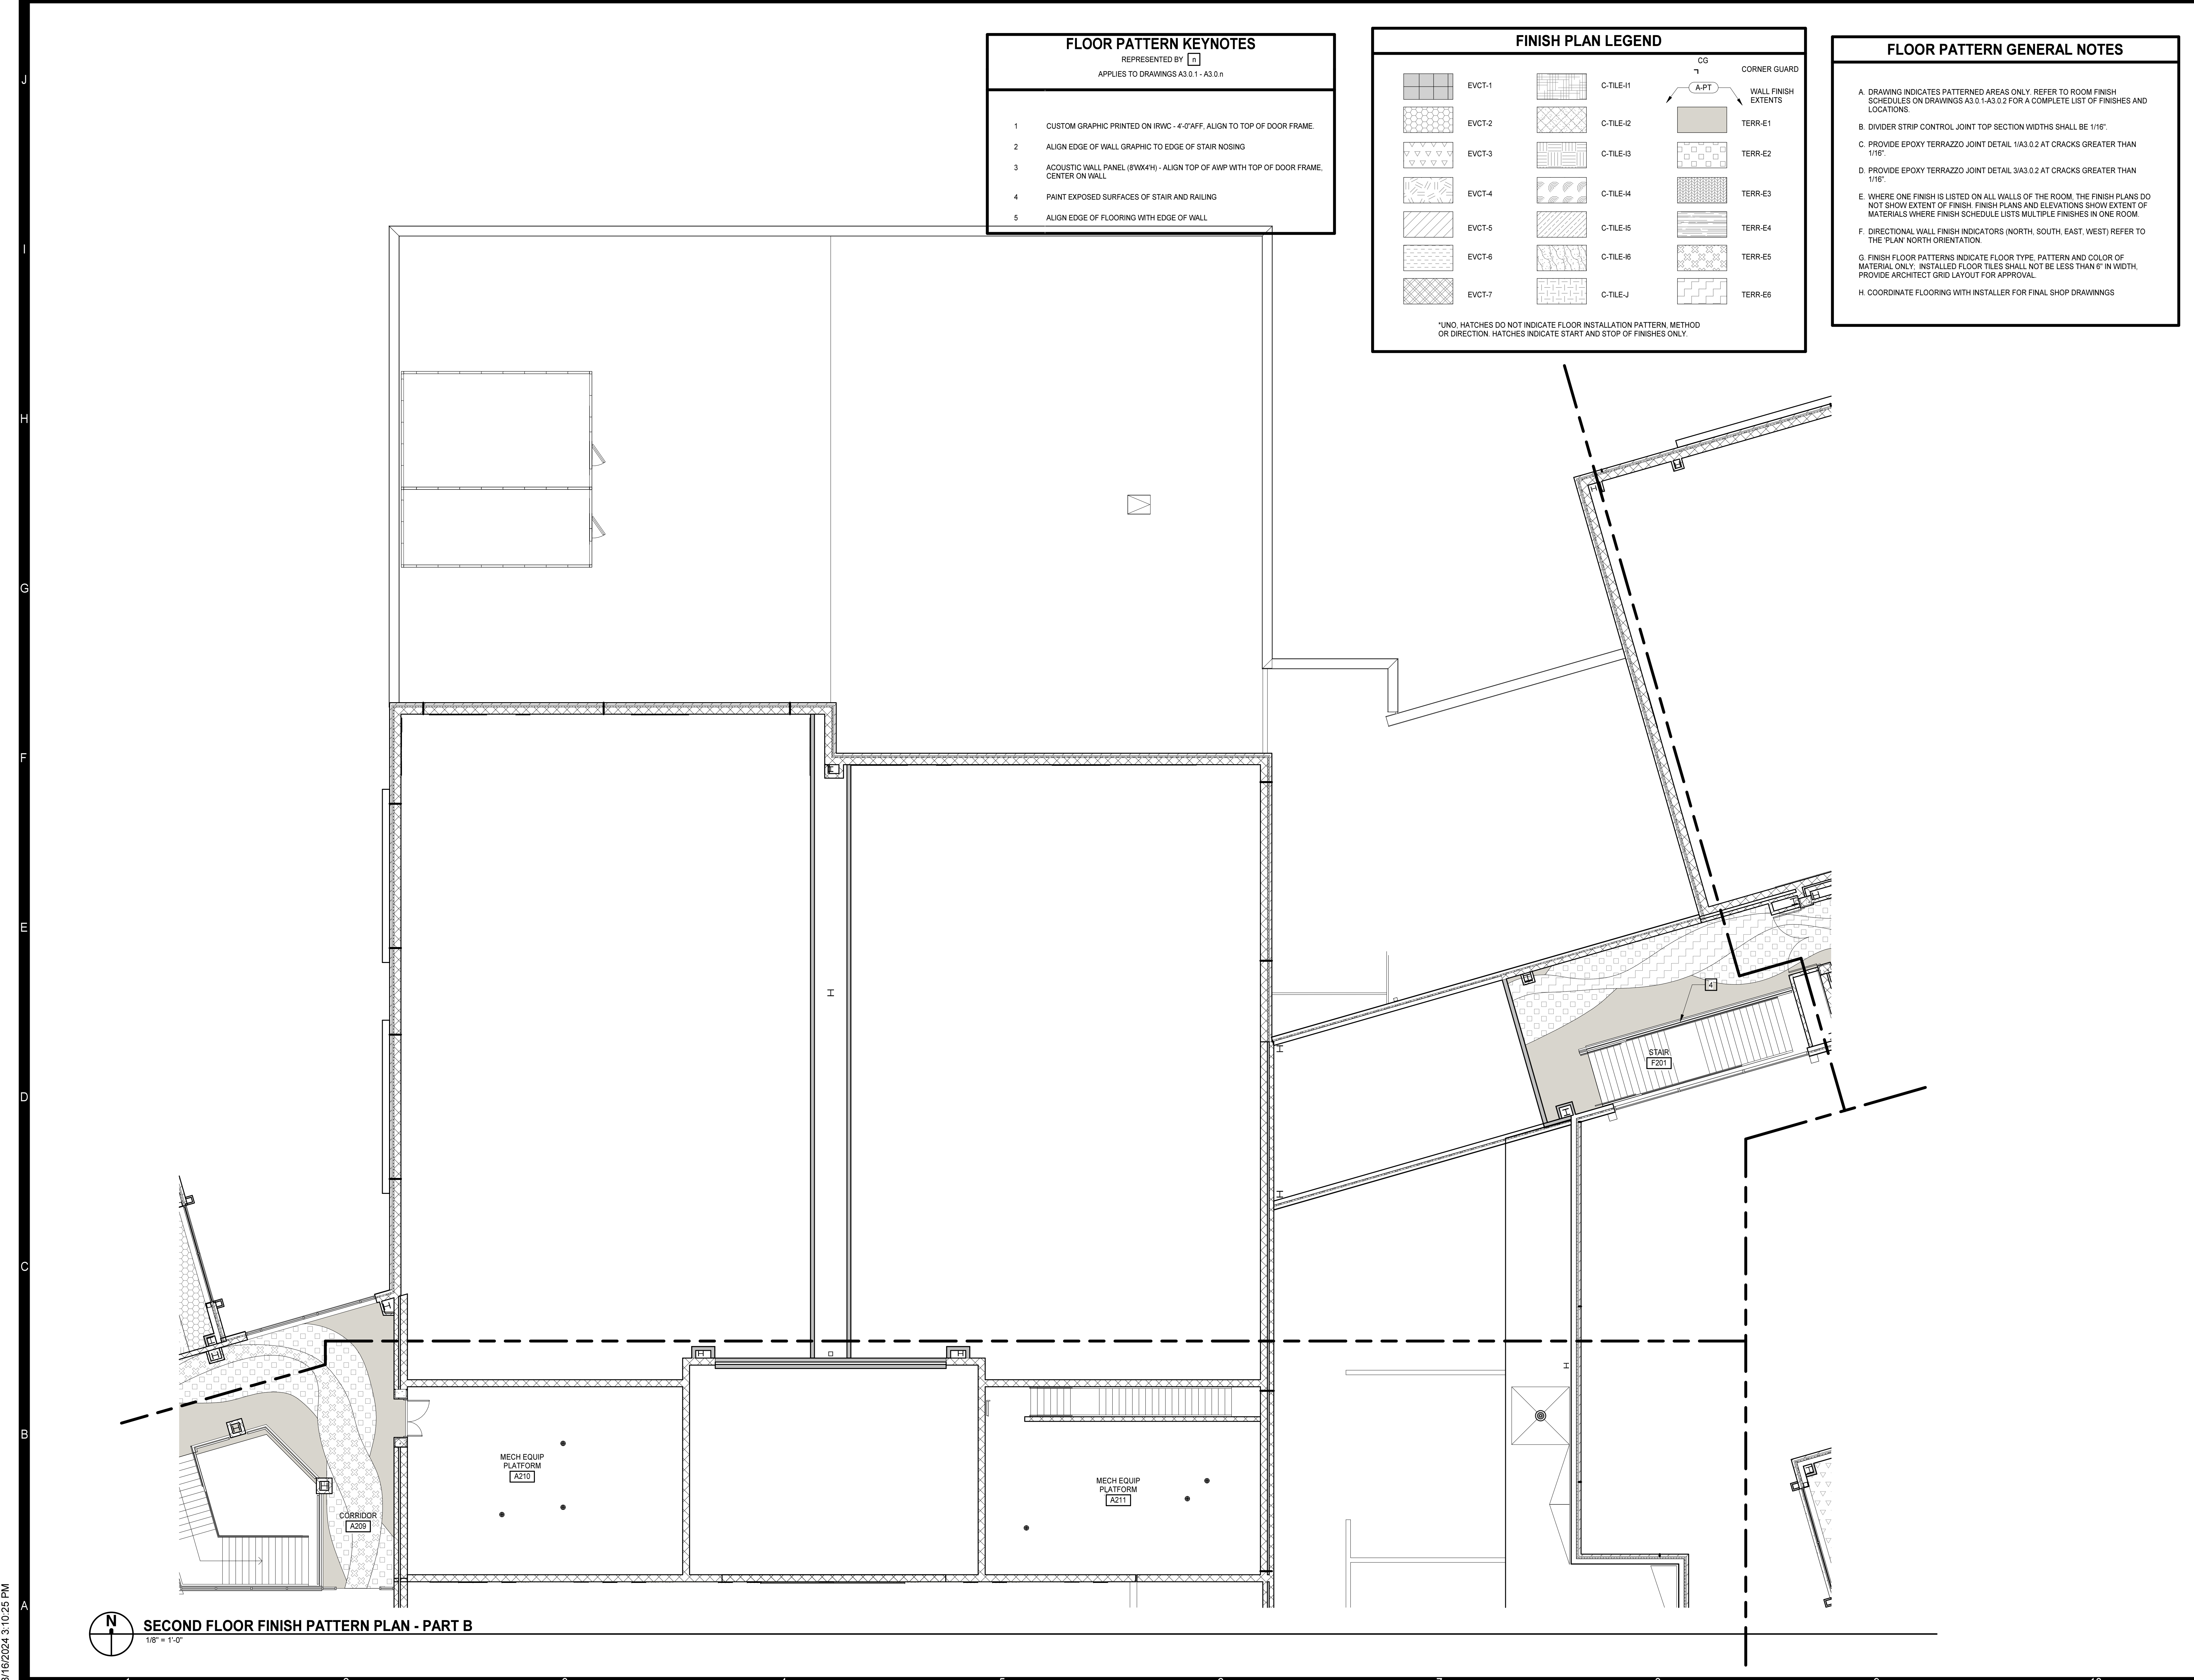 FLOOR PATTERN KEYNOTES
REPRESENTED BY n
APPLIES TO DRAWINGS A3.0.1 - A3.0.n
1 CUSTOM GRAPHIC PRINTED ON IRWC - 4'-0"AFF, ALIGN TO TOP OF DOOR FRAME.
2 ALIGN EDGE OF WALL GRAPHIC TO EDGE OF STAIR NOSING
3 ACOUSTIC WALL PANEL (8'WX4'H) - ALIGN TOP OF AWP WITH TOP OF DOOR FRAME,
CENTER ON WALL
4 PAINT EXPOSED SURFACES OF STAIR AND RAILING
5 ALIGN EDGE OF FLOORING WITH EDGE OF WALL
FINISH PLAN LEGEND
EVCT-1
EVCT-2
EVCT-3
EVCT-4
EVCT-5
EVCT-6
EVCT-7
C-TILE-I1
C-TILE-I2
C-TILE-I3
C-TILE-I4
C-TILE-I5
C-TILE-I6
C-TILE-J
CG
CORNER GUARD
A-PT
WALL FINISH
EXTENTS
TERR-E1
TERR-E2
TERR-E3
TERR-E4
TERR-E5
TERR-E6
*UNO, HATCHES DO NOT INDICATE FLOOR INSTALLATION PATTERN, METHOD
OR DIRECTION. HATCHES INDICATE START AND STOP OF FINISHES ONLY.
FLOOR PATTERN GENERAL NOTES
A. DRAWING INDICATES PATTERNED AREAS ONLY. REFER TO ROOM FINISH
SCHEDULES ON DRAWINGS A3.0.1-A3.0.2 FOR A COMPLETE LIST OF FINISHES AND
LOCATIONS.
B. DIVIDER STRIP CONTROL JOINT TOP SECTION WIDTHS SHALL BE 1/16".
C. PROVIDE EPOXY TERRAZZO JOINT DETAIL 1/A3.0.2 AT CRACKS GREATER THAN
1/16".
D. PROVIDE EPOXY TERRAZZO JOINT DETAIL 3/A3.0.2 AT CRACKS GREATER THAN
1/16".
E. WHERE ONE FINISH IS LISTED ON ALL WALLS OF THE ROOM, THE FINISH PLANS DO
NOT SHOW EXTENT OF FINISH. FINISH PLANS AND ELEVATIONS SHOW EXTENT OF
MATERIALS WHERE FINISH SCHEDULE LISTS MULTIPLE FINISHES IN ONE ROOM.
F. DIRECTIONAL WALL FINISH INDICATORS (NORTH, SOUTH, EAST, WEST) REFER TO
THE 'PLAN' NORTH ORIENTATION.
G. FINISH FLOOR PATTERNS INDICATE FLOOR TYPE, PATTERN AND COLOR OF
MATERIAL ONLY; INSTALLED FLOOR TILES SHALL NOT BE LESS THAN 6" IN WIDTH,
PROVIDE ARCHITECT GRID LAYOUT FOR APPROVAL.
H. COORDINATE FLOORING WITH INSTALLER FOR FINAL SHOP DRAWINNGS
J
I
H
G
F
E
D
C
B
A
4
STAIR
F201
MECH EQUIP
PLATFORM
A210
MECH EQUIP
PLATFORM
A211
CORRIDOR
A209
N
SECOND FLOOR FINISH PATTERN PLAN - PART B
1/8" = 1'-0"
/16/2024 3:10:25 PM